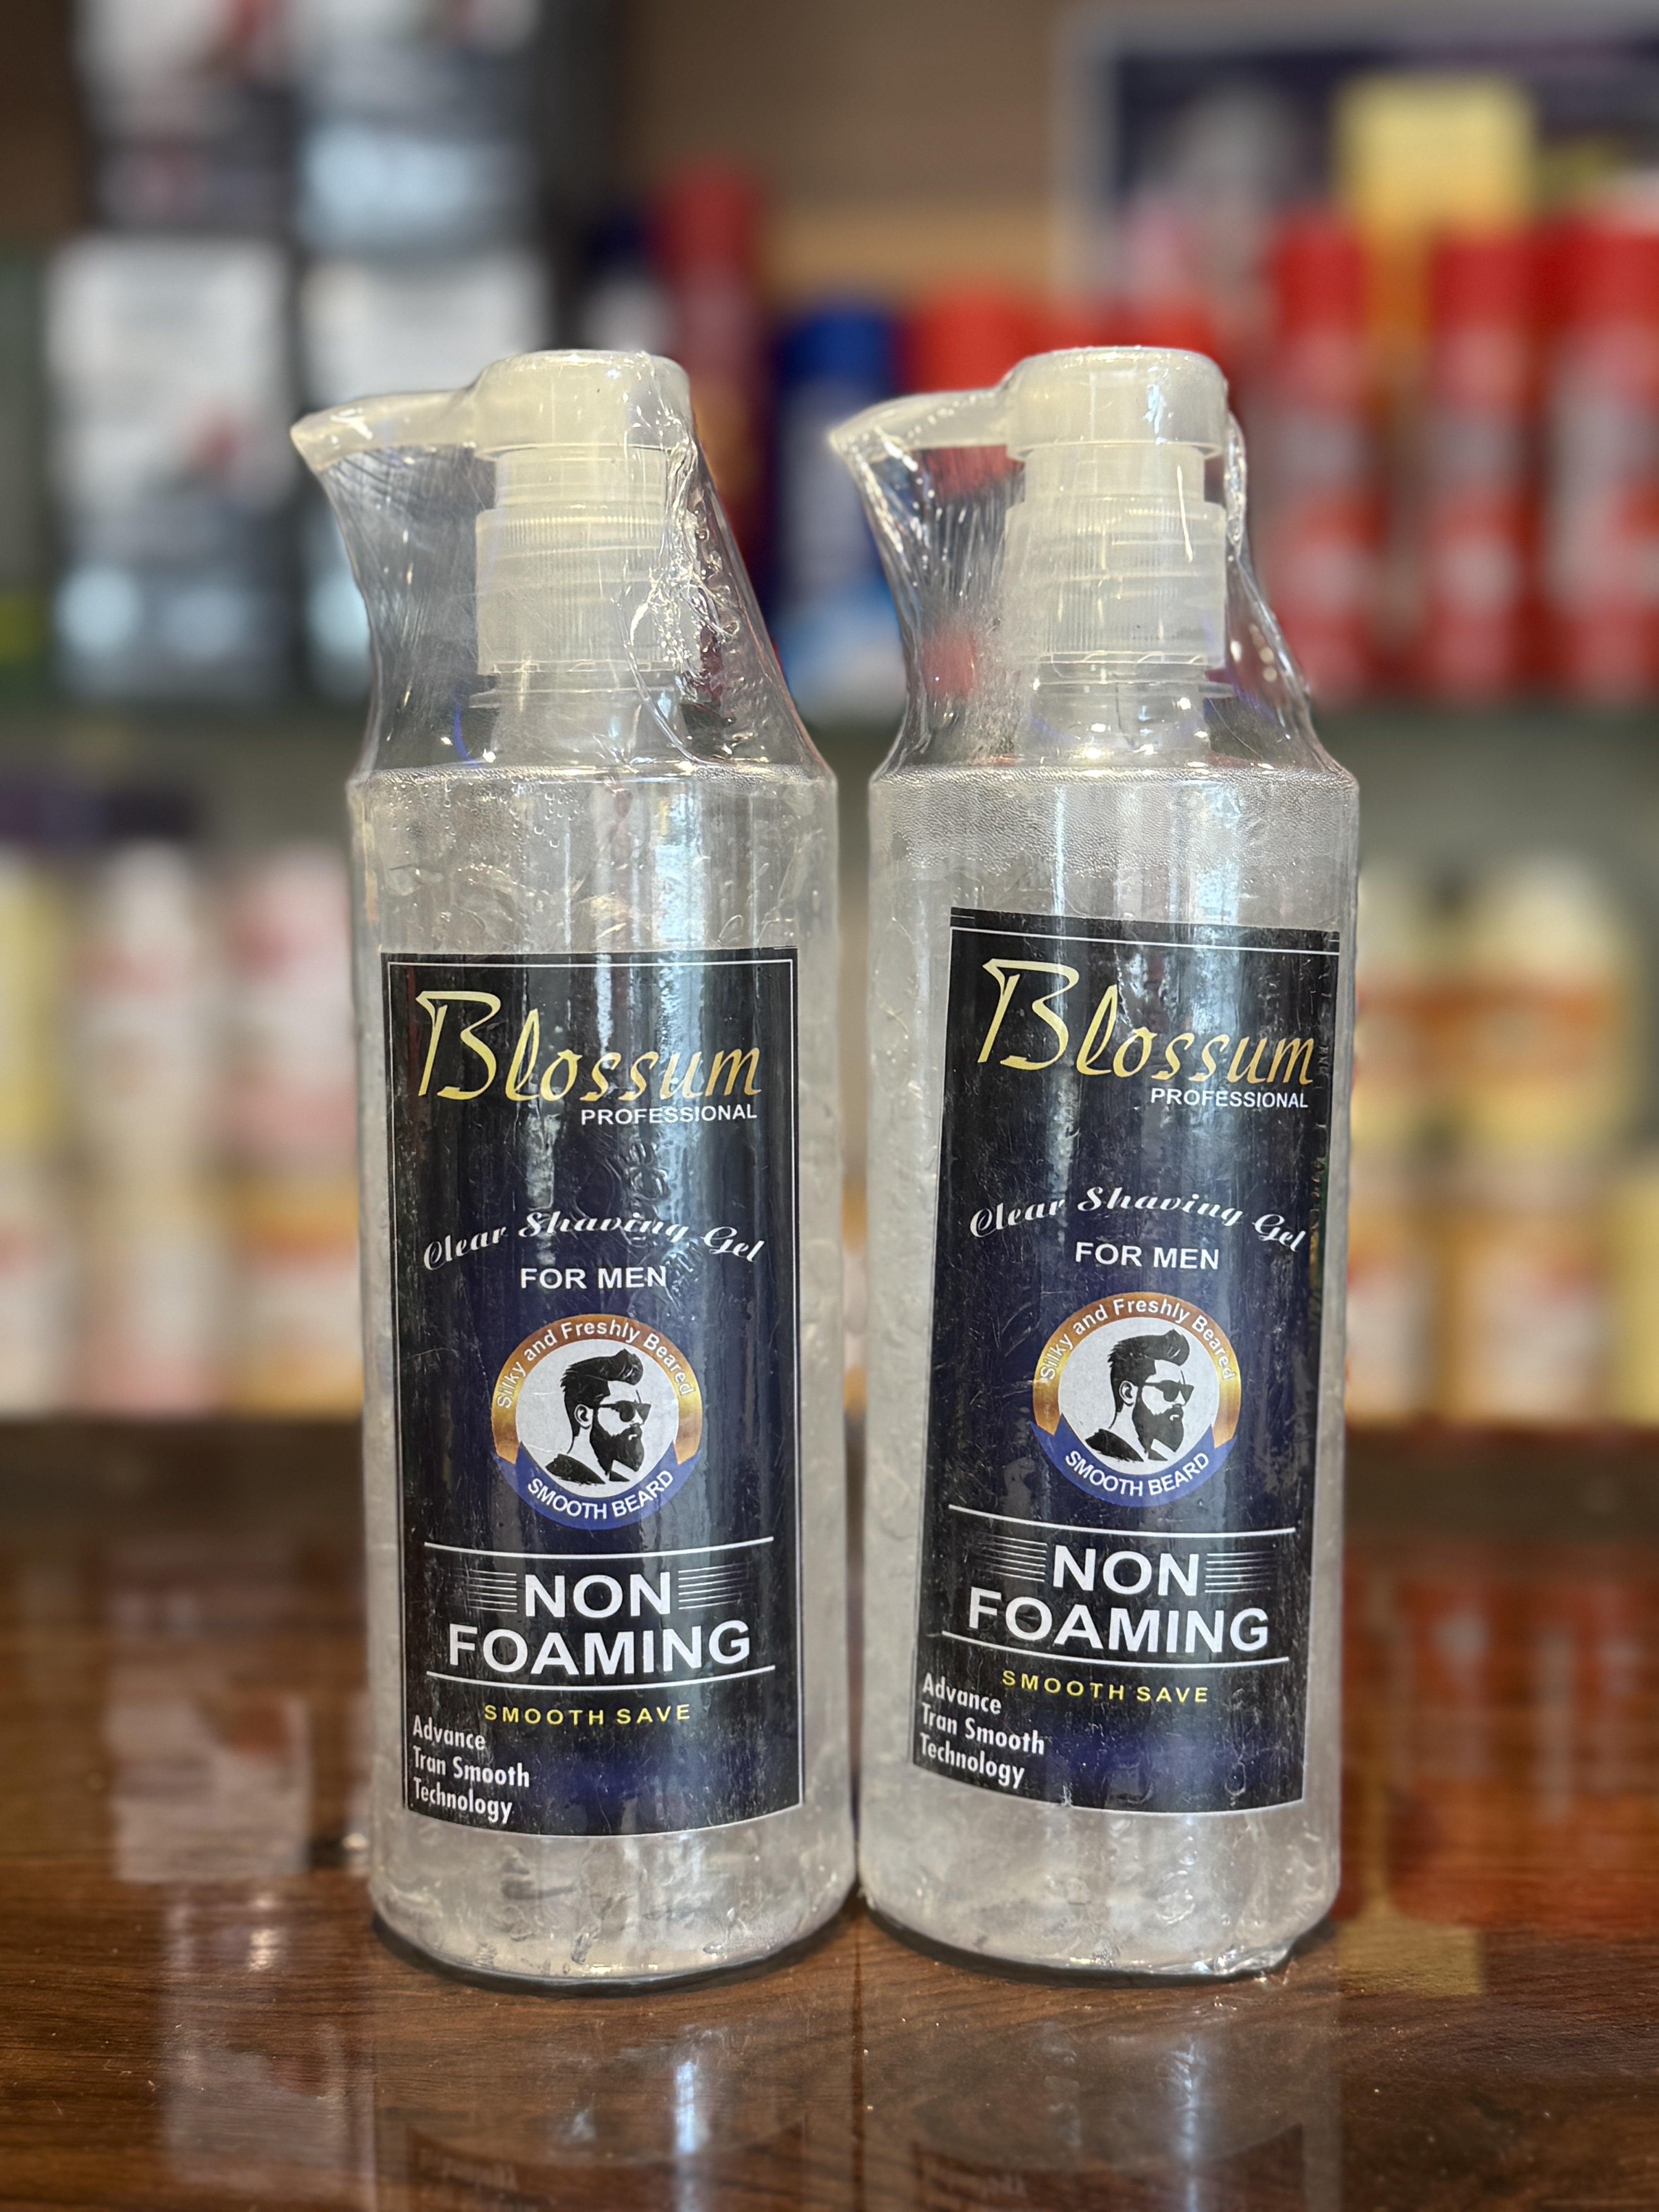 Blossum
PROFESSIONAL
Clear Shaving Gel
FOR MEN
Silky and Freshly Beared
SMOOTH BEARD
NON
FOAMING
SMOOTH SAVE
Advance
Tran Smooth
Technology
Blossum
PROFESSIONAL
Clear Shaving Gel
FOR MEN
Silky and Freshly Beared
SMOOTH BEARD
NON
FOAMING
SMOOTH SAVE
Advance
Tran Smooth
Technology